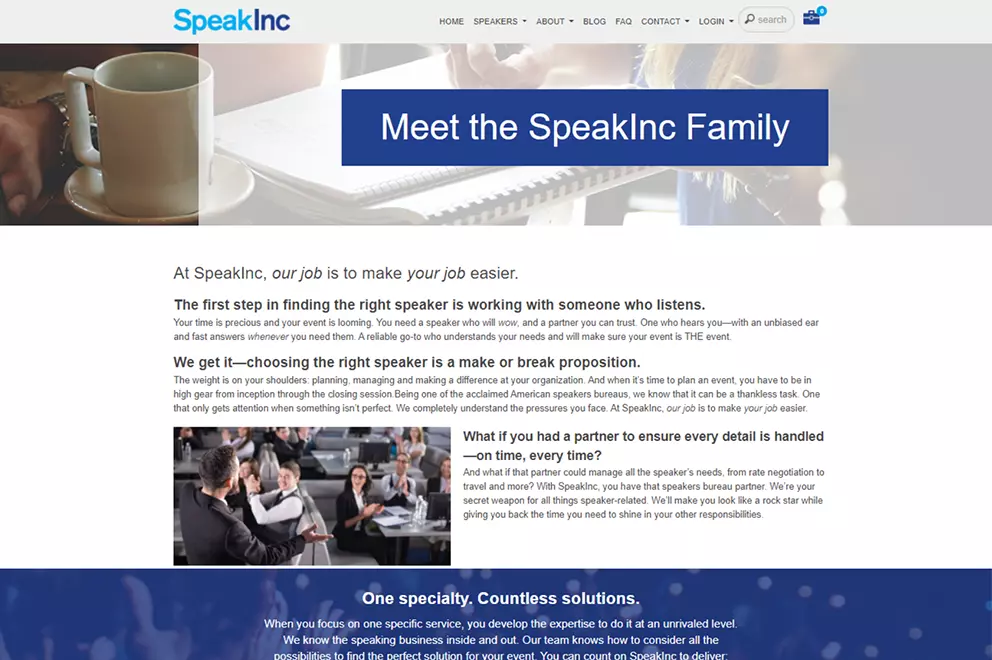 SpeakInc
HOME SPEAKERS ABOUT BLOG FAQ CONTACT LOGIN search 0
Meet the SpeakInc Family
At SpeakInc, our job is to make your job easier.
The first step in finding the right speaker is working with someone who listens.
Your time is precious and your event is looming. You need a speaker who will wow, and a partner you can trust. One who hears you—with an unbiased ear
and fast answers whenever you need them. A reliable go-to who understands your needs and will make sure your event is THE event.
We get it—choosing the right speaker is a make or break proposition.
The weight is on your shoulders: planning, managing and making a difference at your organization. And when it's time to plan an event, you have to be in
high gear from inception through the closing session.Being one of the acclaimed American speakers bureaus, we know that it can be a thankless task. One
that only gets attention when something isn't perfect. We completely understand the pressures you face. At SpeakInc, our job is to make your job easier.
What if you had a partner to ensure every detail is handled
—on time, every time?
And what if that partner could manage all the speaker's needs, from rate negotiation to
travel and more? With SpeakInc, you have that speakers bureau partner. We're your
secret weapon for all things speaker-related. We'll make you look like a rock star while
giving you back the time you need to shine in your other responsibilities.
One specialty. Countless solutions.
When you focus on one specific service, you develop the expertise to do it at an unrivaled level.
We know the speaking business inside and out. Our team knows how to consider all the
possibilities to find the perfect solution for your event. You can count on SpeakInc to deliver: